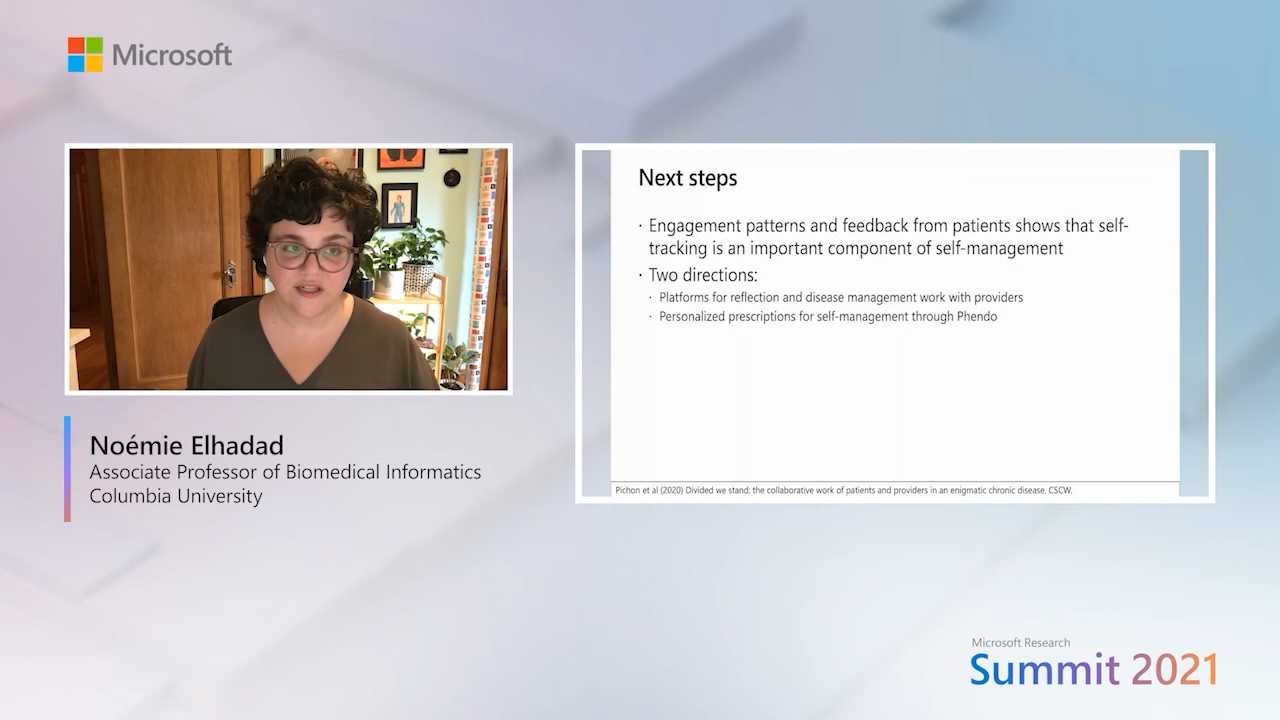 Microsoft
Next steps
· Engagement patterns and feedback from patients shows that self-
tracking is an important component of self-management
· Two directions:
· Platforms for reflection and disease management work with providers
· Personalized prescriptions for self-management through Phendo
Pichon et al (2020) Divided we stand: the collaborative work of patients and providers in an enigmatic chronic disease. CSCW.
Noémie Elhadad
Associate Professor of Biomedical Informatics
Columbia University
Microsoft Research
Summit 2021